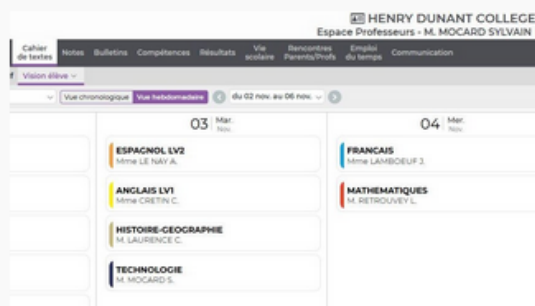 HENRY DUNANT COLLEGE
Espace Professeurs - M. MOCARD SYLVAIN
Cahier de textes
Notes
Bulletins
Compétences
Résultats
Vie scolaire
Rencontres Parents/Profs
Emploi du temps
Communication
Vision élève
Vue chronologique
Vue hebdomadaire
du 02 nov. au 06 nov.
03 Mar. Nov.
04 Mer. Nov.
ESPAGNOL LV2
Mme LE NAY A.
ANGLAIS LV1
Mme CRETIN C.
HISTOIRE-GEOGRAPHIE
M. LAURENCE C.
TECHNOLOGIE
M. MOCARD S.
FRANCAIS
Mme LAMBOEUF J.
MATHEMATIQUES
M. RETROUVEY L.